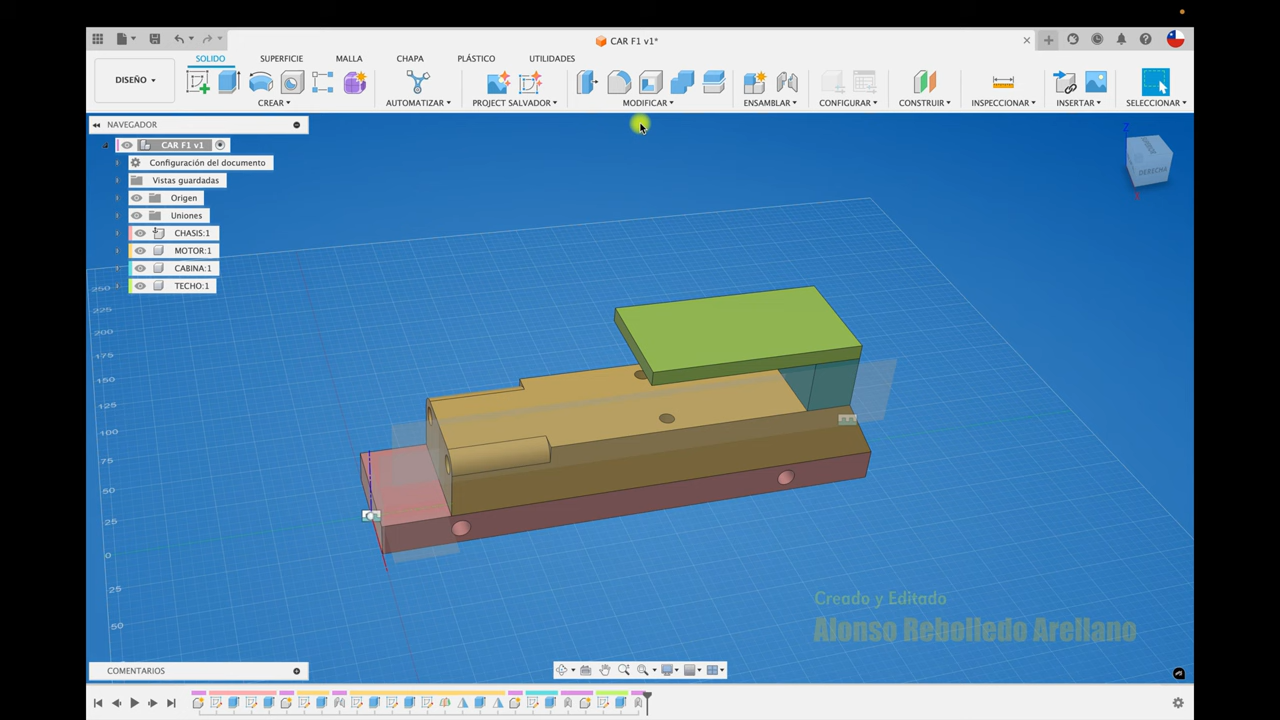 CAR F1 v1*
SOLIDO SUPERFICIE MALLA CHAPA PLÁSTICO UTILIDADES
DISEÑO
CREAR AUTOMATIZAR PROJECT SALVADOR MODIFICAR ENSAMBLAR CONFIGURAR CONSTRUIR INSPECCIONAR INSERTAR SELECCIONAR
NAVEGADOR
CAR F1 v1
Configuración del documento
Vistas guardadas
Origen
Uniones
CHASIS:1
MOTOR:1
CABINA:1
TECHO:1
Z
DERECHA
250
225
200
175
150
125
100
75
50
25
0
25
50
Creado y Editado
Alonso Rebolledo Arellano
COMENTARIOS